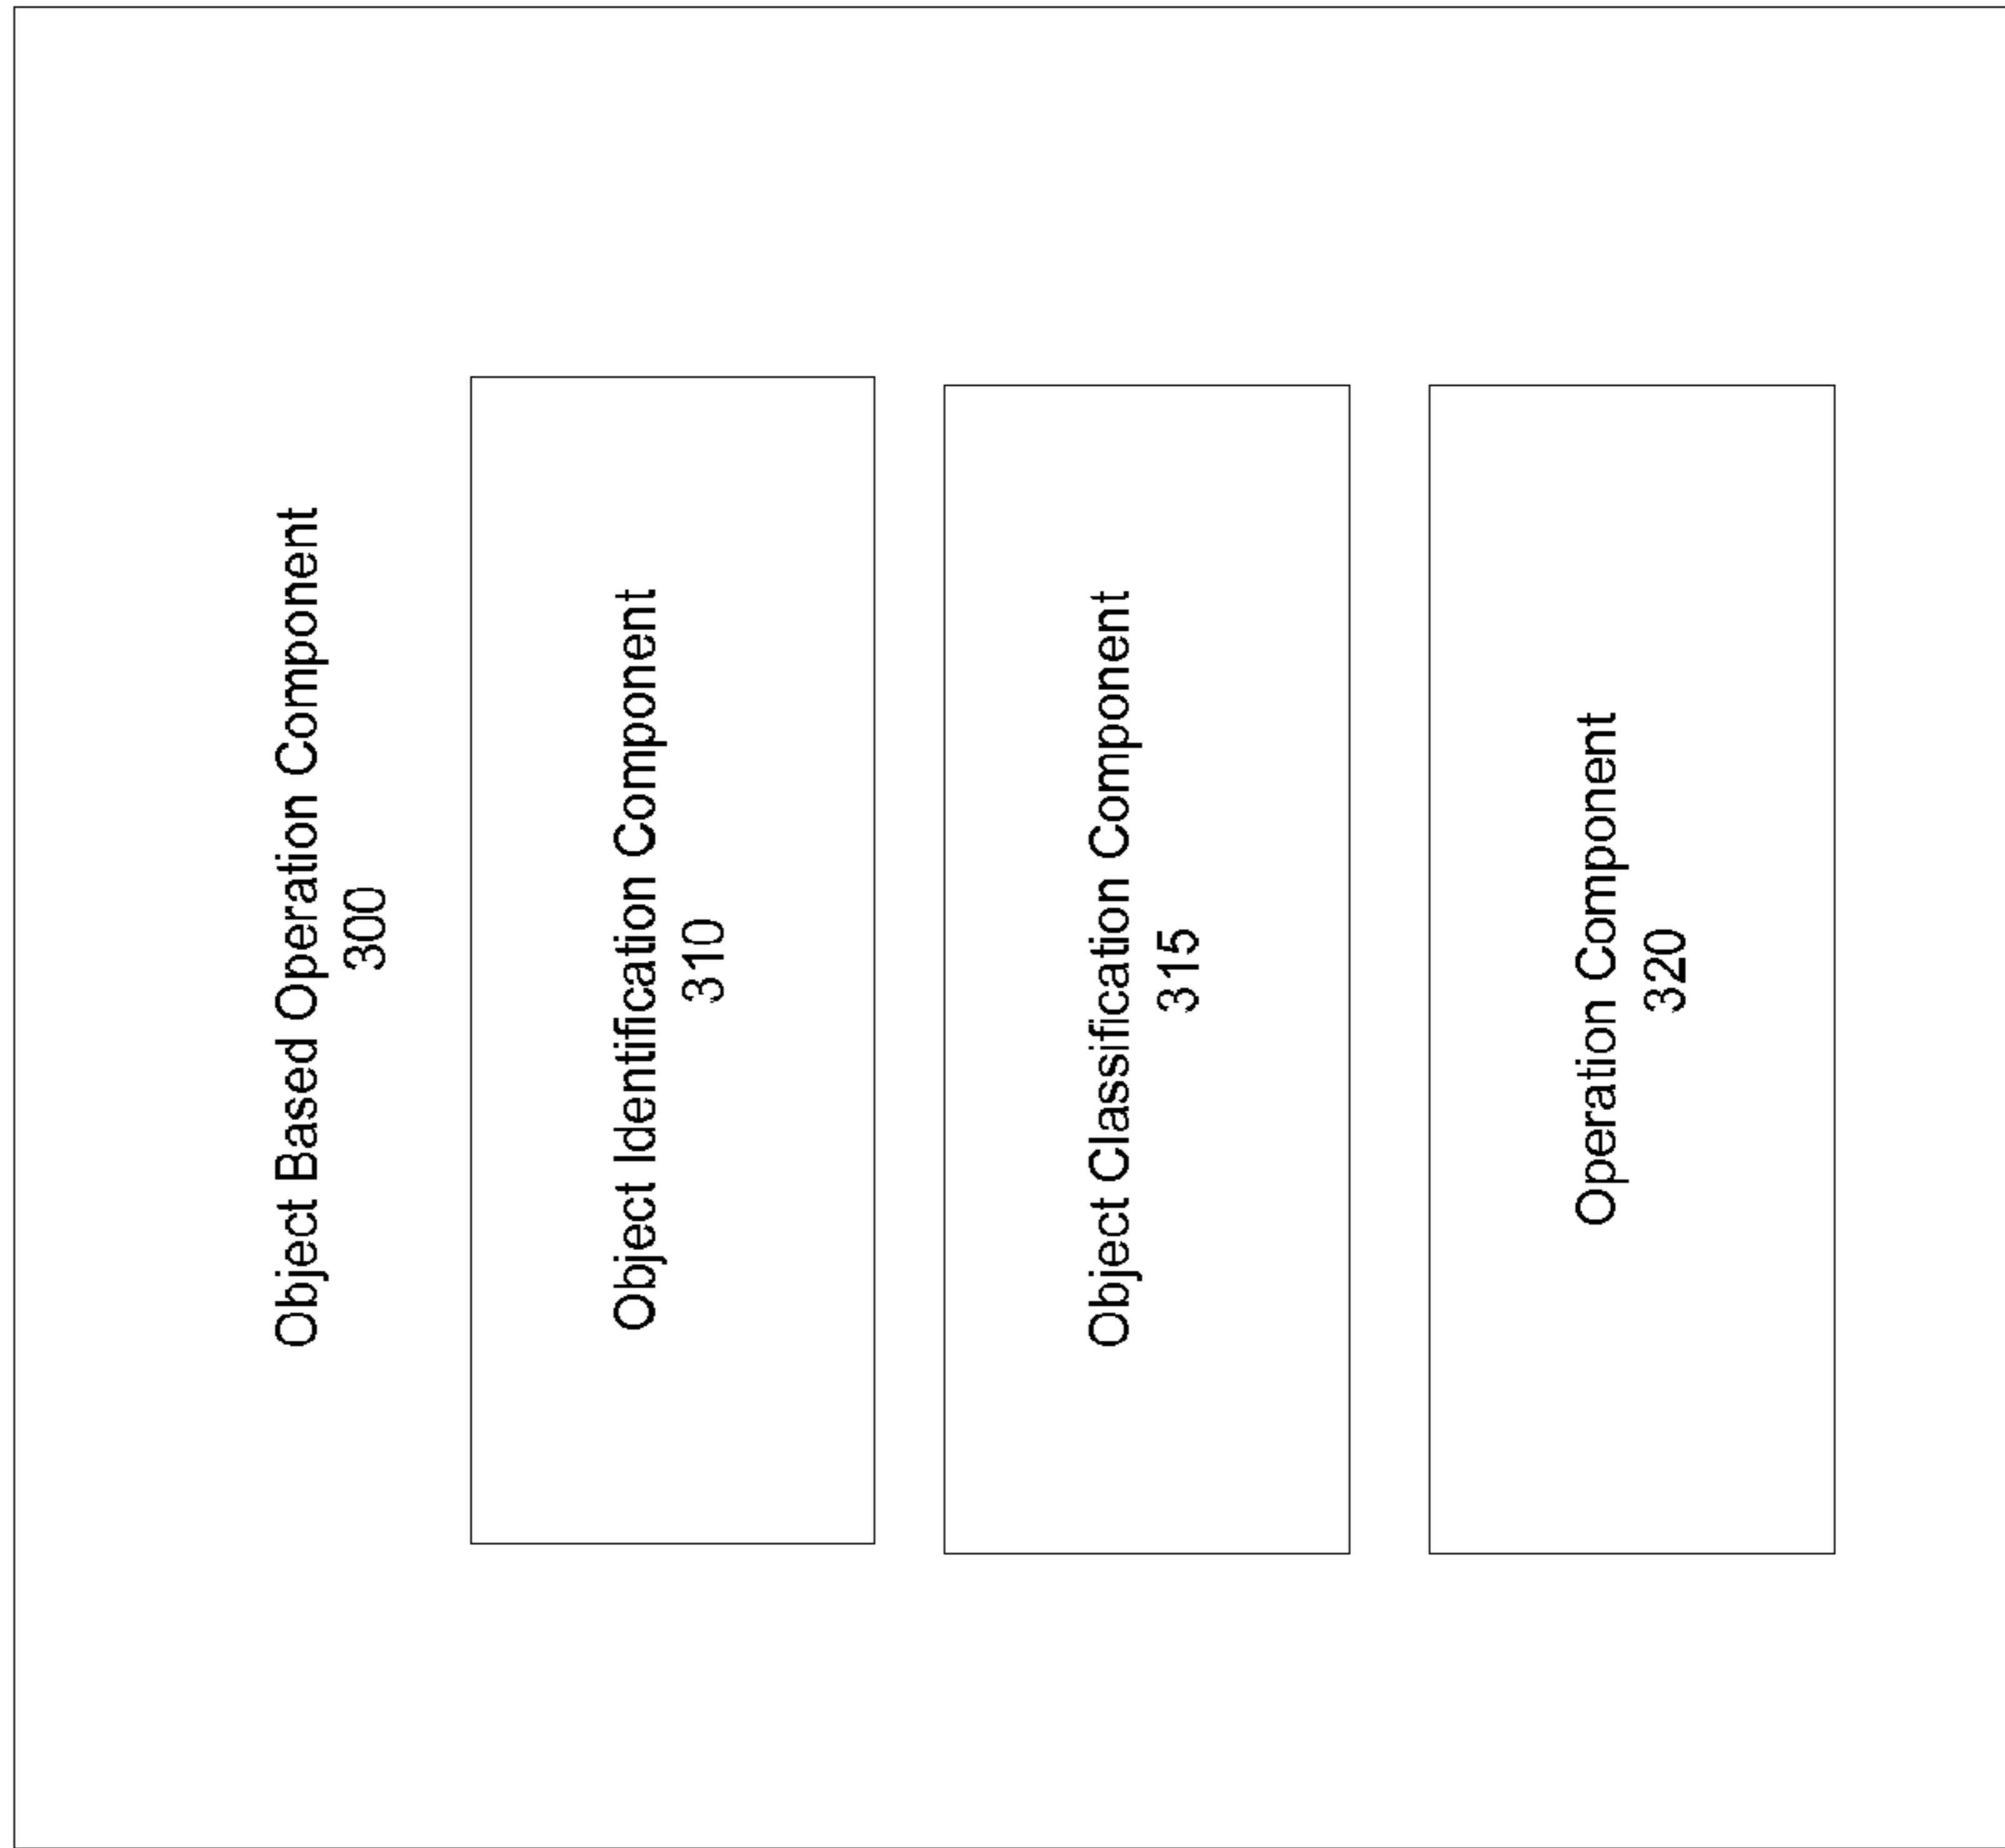 Object Based Operation Component
300
Object Identification Component
310
Object Classification Component
315
Operation Component
320